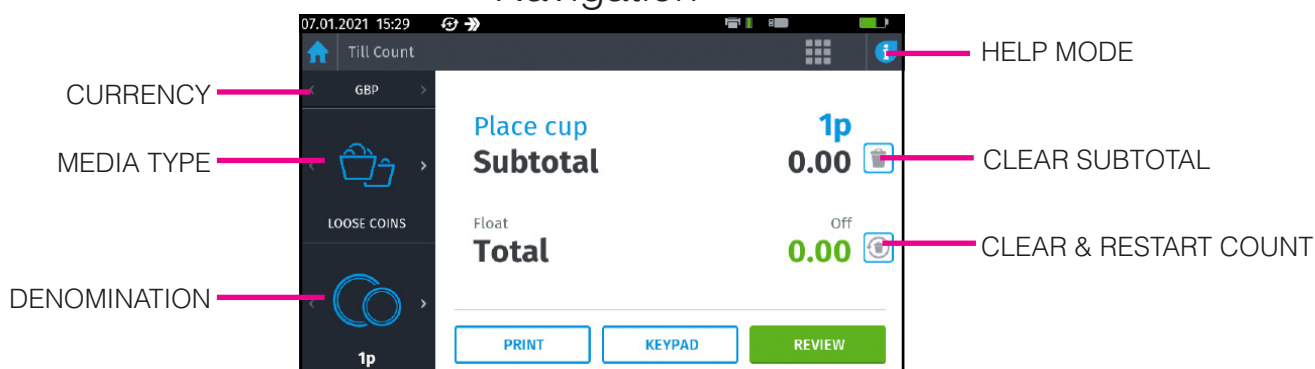 Navigation
07.01.2021 15:29
Till Count
HELP MODE
CURRENCY
GBP
Place cup 1p
MEDIA TYPE
Subtotal 0.00
CLEAR SUBTOTAL
LOOSE COINS
Float Off
Total 0.00
CLEAR & RESTART COUNT
DENOMINATION
PRINT
KEYPAD
REVIEW
1p